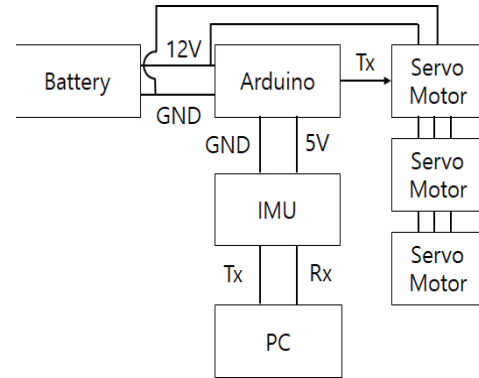 12V
Battery
Arduino
Tx
Servo
Motor
GND
GND
5V
Servo
Motor
IMU
Servo
Motor
Tx
Rx
PC